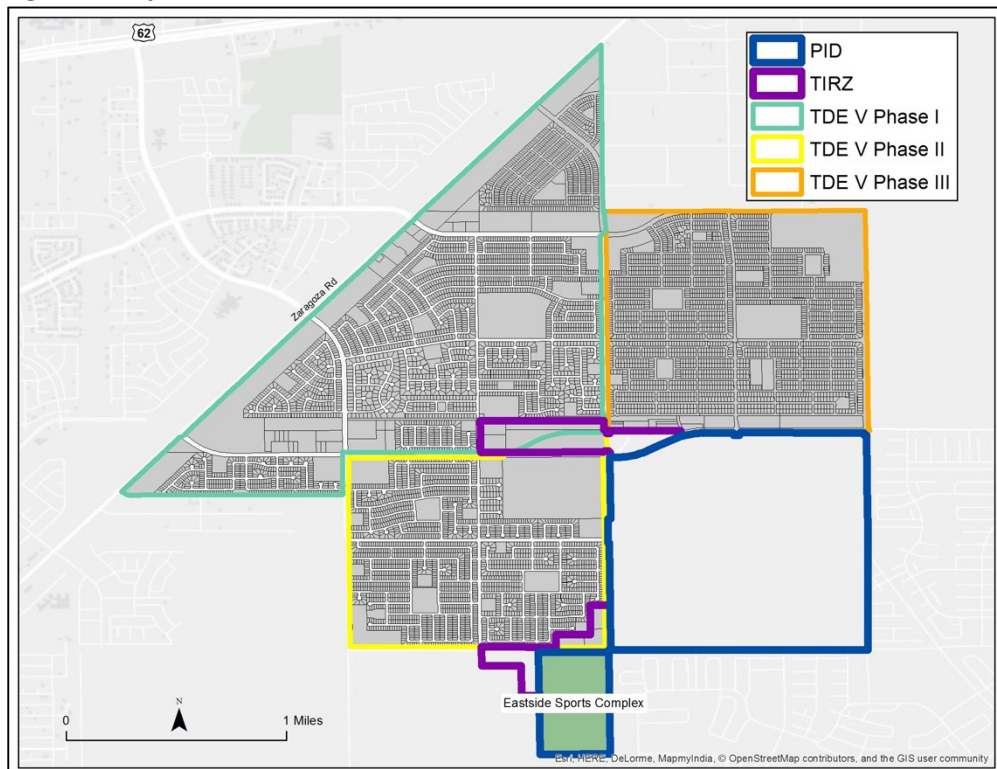 62
PID
TIRZ
TDE V Phase I
TDE V Phase II
TDE V Phase III
Zaragoza Rd
Eastside Sports Complex
N
0 1 Miles
Esri, HERE, DeLorme, MapmyIndia, © OpenStreetMap contributors, and the GIS user community